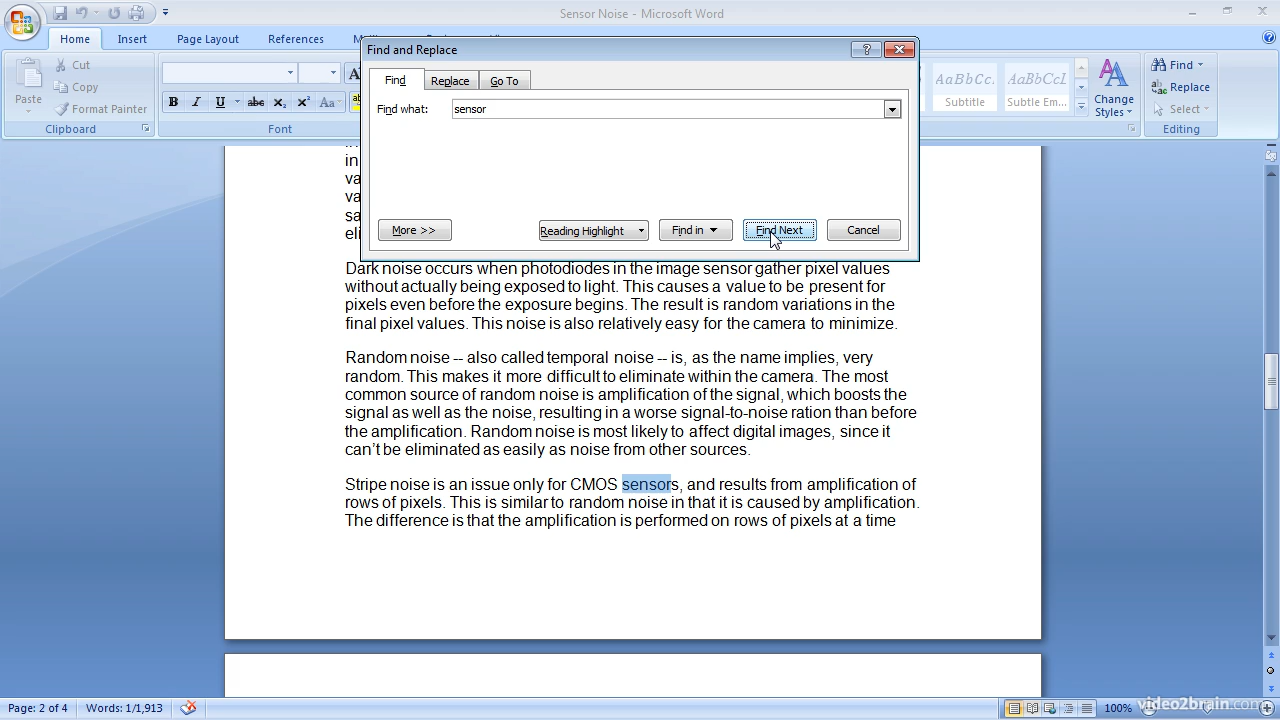 Sensor Noise - Microsoft Word
Home Insert Page Layout References
Find and Replace
Find Replace Go To
Find what: sensor
More >> Reading Highlight Find in Find Next Cancel
Paste
Cut
Copy
Format Painter
Clipboard
B I U abc X₂ X² Aa
Font
AaBbCc. AaBbCcL
Subtitle Subtle Em...
Change
Styles
Find
Replace
Select
Editing
in
va
va
sa
eli
Dark noise occurs when photodiodes in the image sensor gather pixel values
without actually being exposed to light. This causes a value to be present for
pixels even before the exposure begins. The result is random variations in the
final pixel values. This noise is also relatively easy for the camera to minimize.
Random noise -- also called temporal noise -- is, as the name implies, very
random. This makes it more difficult to eliminate within the camera. The most
common source of random noise is amplification of the signal, which boosts the
signal as well as the noise, resulting in a worse signal-to-noise ration than before
the amplification. Random noise is most likely to affect digital images, since it
can't be eliminated as easily as noise from other sources.
Stripe noise is an issue only for CMOS sensors, and results from amplification of
rows of pixels. This is similar to random noise in that it is caused by amplification.
The difference is that the amplification is performed on rows of pixels at a time
Page: 2 of 4 Words: 1/1,913 100%
video2brain.com